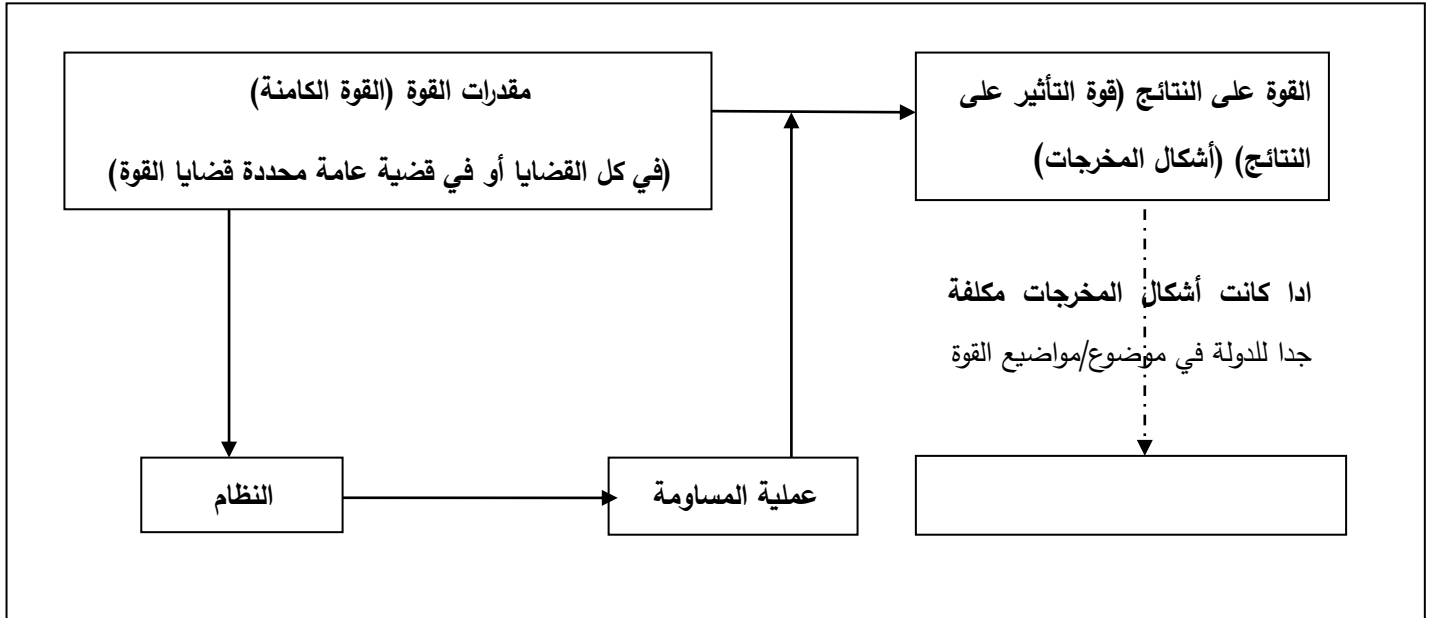 مقدرات القوة (القوة الكامنة)
(في كل القضايا أو في قضية عامة محددة قضايا القوة)
القوة على النتائج (قوة التأثير على
النتائج) (أشكال المخرجات)
ادا كانت أشكال المخرجات مكلفة
جدا للدولة في موضوع/مواضيع القوة
النظام
عملية المساومة